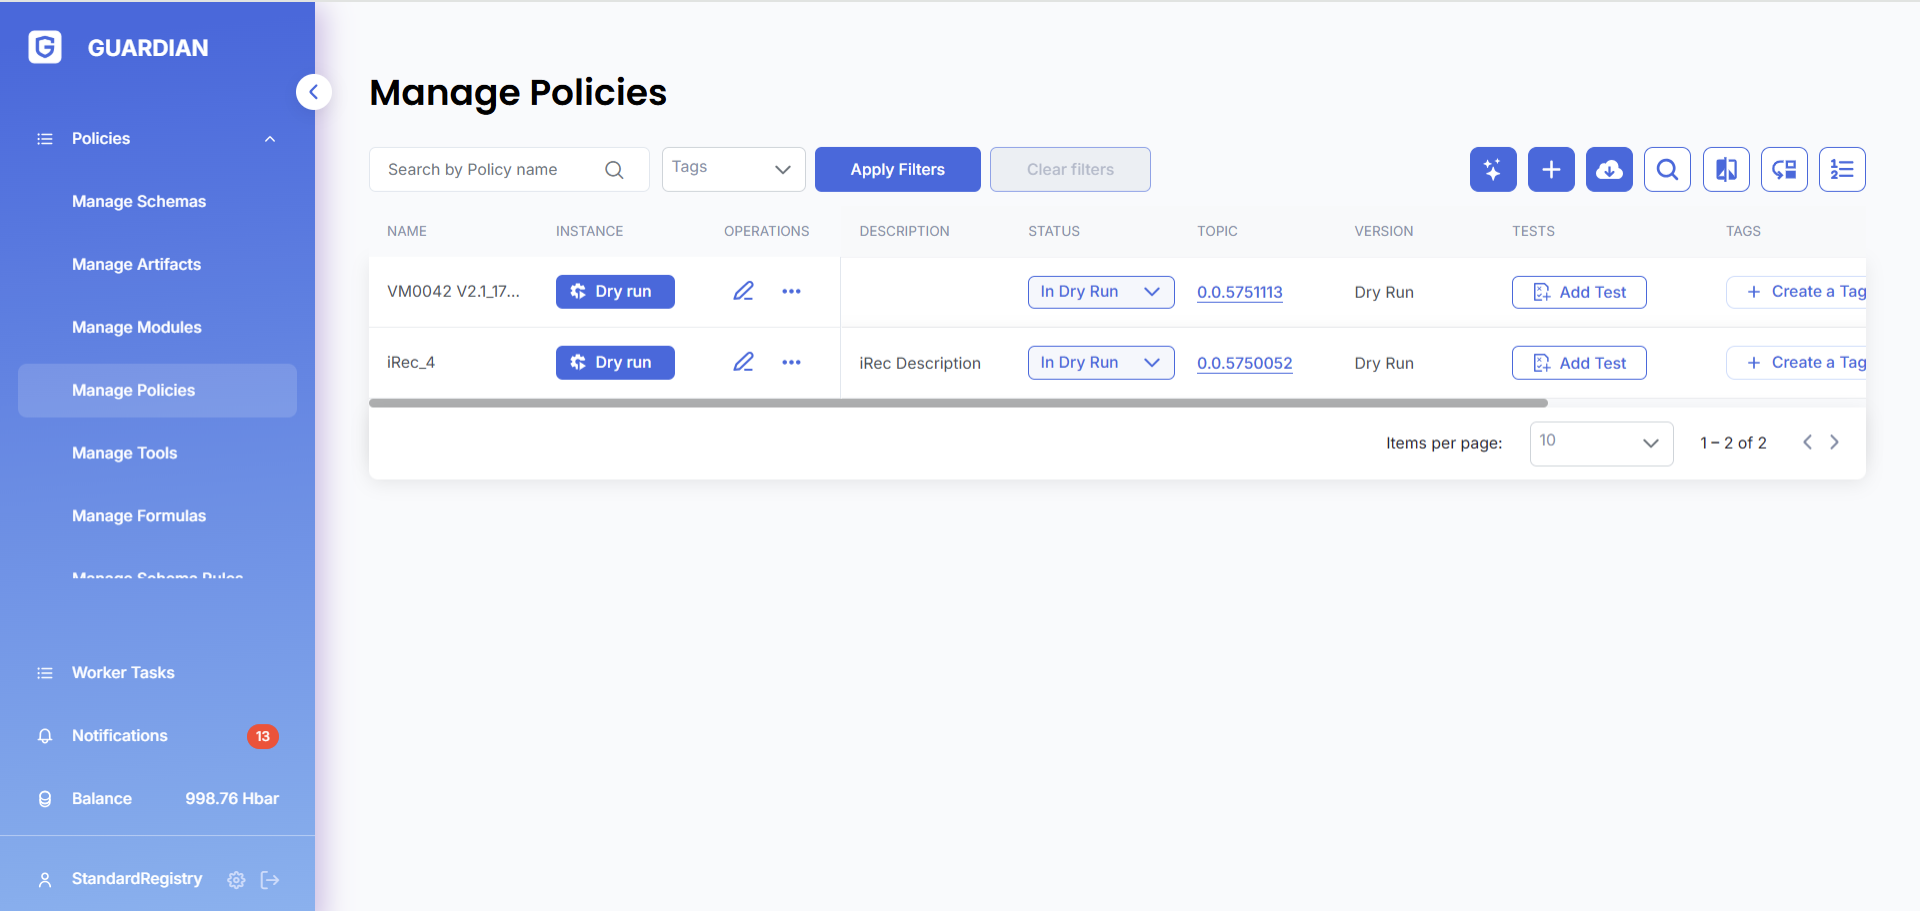 GUARDIAN
Policies
Manage Schemas
Manage Artifacts
Manage Modules
Manage Policies
Manage Tools
Manage Formulas
Manage Schema Rules
Worker Tasks
Notifications 13
Balance 998.76 Hbar
StandardRegistry
Manage Policies
Search by Policy name Tags Apply Filters Clear filters
NAME INSTANCE OPERATIONS DESCRIPTION STATUS TOPIC VERSION TESTS TAGS
VM0042 V2.1_17... Dry run In Dry Run 0.0.5751113 Dry Run Add Test Create a Tag
iRec_4 Dry run iRec Description In Dry Run 0.0.5750052 Dry Run Add Test Create a Tag
Items per page: 10 1 – 2 of 2